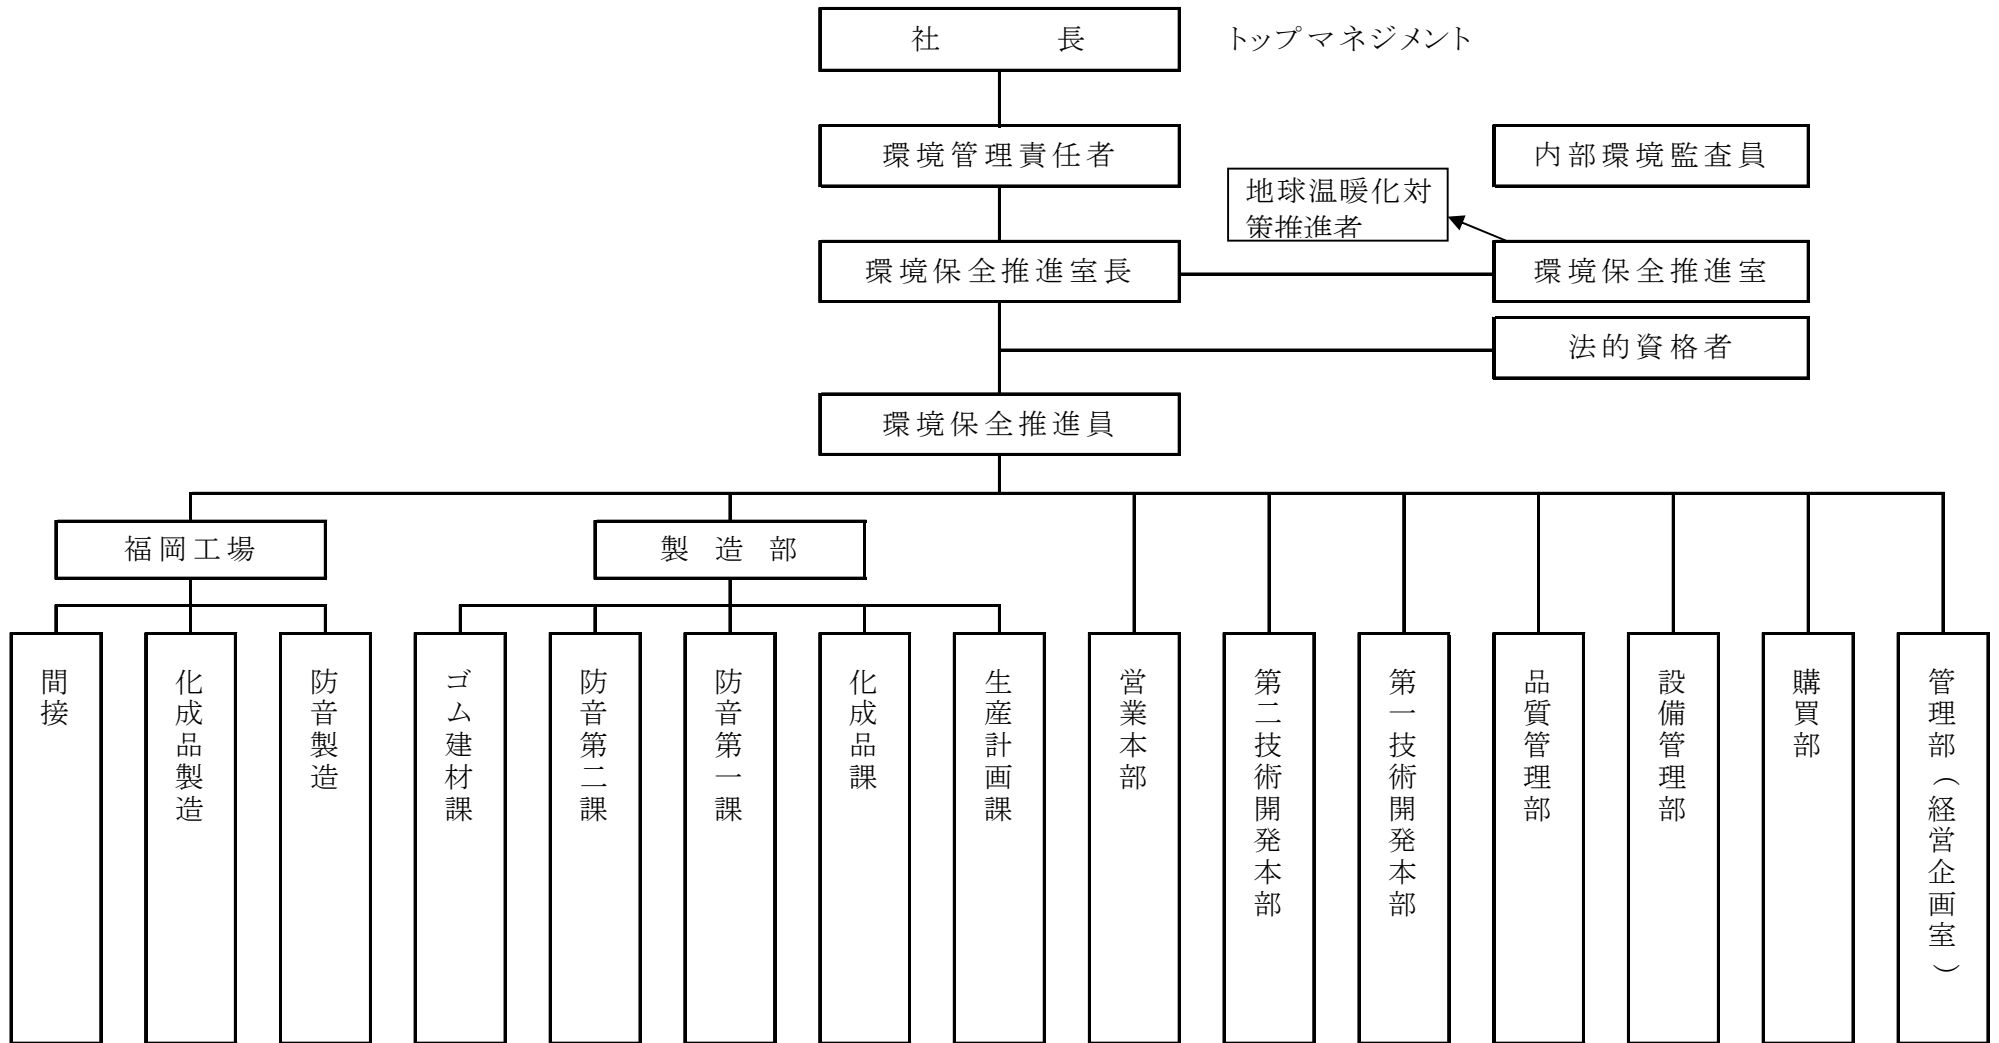 社　　　長
トップマネジメント
環境管理責任者
内部環境監査員
地球温暖化対
策推進者
環境保全推進室長
環境保全推進室
法的資格者
環境保全推進員
福岡工場
製造部
間接
化成品製造
防音製造
ゴム建材課
防音第二課
防音第一課
化成品課
生産計画課
営業本部
第二技術開発本部
第一技術開発本部
品質管理部
設備管理部
購買部
管理部（経営企画室）